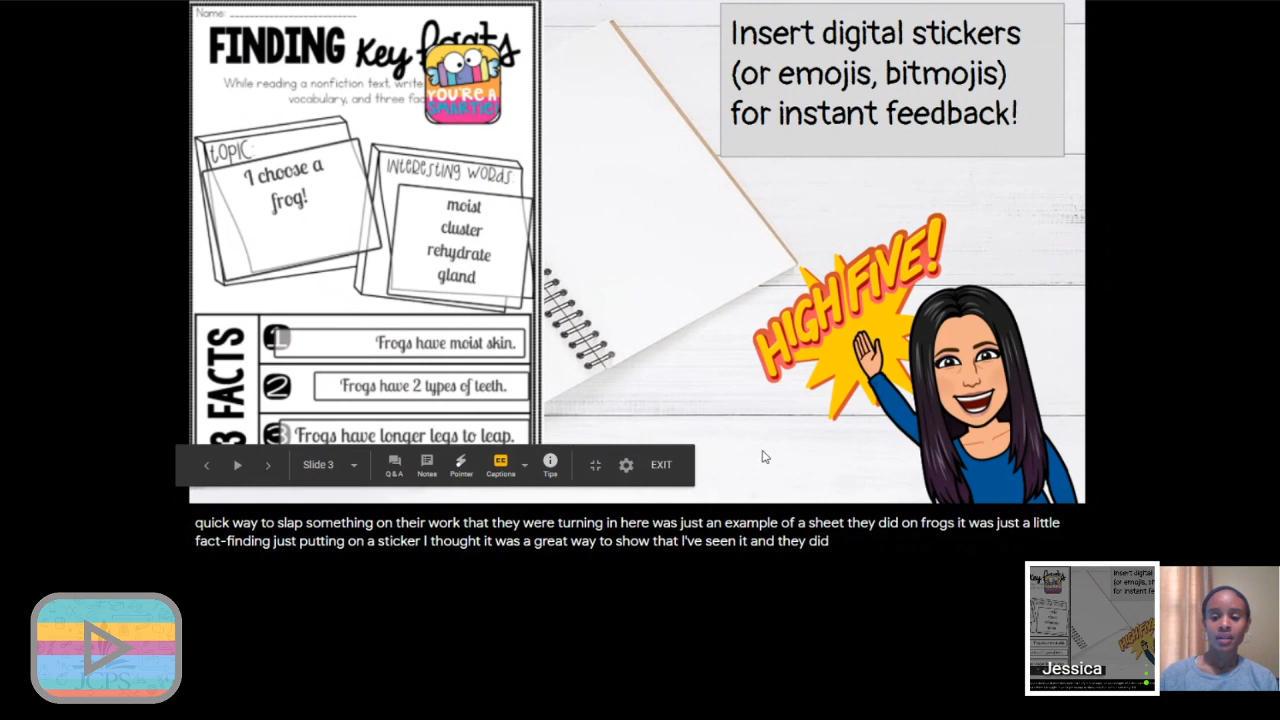 Name:
FINDING Key facts
While reading a nonfiction text, write
vocabulary, and three fac
YOU'RE A
SMARTIE!
TOPIC:
I choose a
frog!
INTERESTING WORDS:
moist
cluster
rehydrate
gland
3 FACTS
1
Frogs have moist skin.
2
Frogs have 2 types of teeth.
3
Frogs have longer legs to leap.
Insert digital stickers
(or emojis, bitmojis)
for instant feedback!
HIGH FIVE!
Slide 3
Q&A
Notes
Pointer
CC
Captions
Tips
EXIT
quick way to slap something on their work that they were turning in here was just an example of a sheet they did on frogs it was just a little
fact-finding just putting on a sticker I thought it was a great way to show that I've seen it and they did
JCPS
Jessica